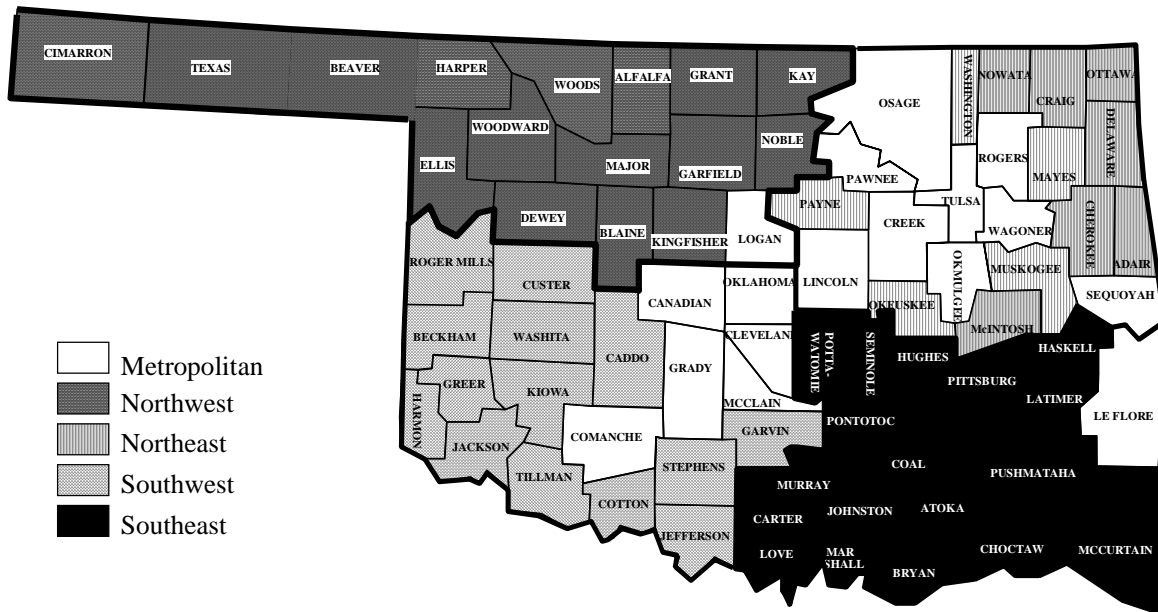 CIMARRON
TEXAS
BEAVER
HARPER
WOODS
ALFALFA
GRANT
KAY
OSAGE
WASHINGTON
NOWATA
CRAIG
OTTAWA
DELAWARE
WOODWARD
ELLIS
MAJOR
GARFIELD
NOBLE
PAWNEE
ROGERS
MAYES
DEWEY
BLAINE
KINGFISHER
LOGAN
PAYNE
CREEK
TULSA
WAGONER
CHEROKEE
ADAIR
ROGER MILLS
CUSTER
CANADIAN
OKLAHOMA
LINCOLN
OKMULGEE
MUSKOGEE
SEQUOYAH
OKFUSKEE
McINTOSH
BECKHAM
WASHITA
CADDO
GRADY
CLEVELAND
POTTA-
WATOMIE
SEMINOLE
HUGHES
HASKELL
PITTSBURG
LATIMER
LE FLORE
HARMON
GREER
KIOWA
MCCLAIN
PONTOTOC
JACKSON
COMANCHE
GARVIN
TILLMAN
STEPHENS
COTTON
JEFFERSON
MURRAY
COAL
PUSHMATAHA
CARTER
JOHNSTON
ATOKA
LOVE
MAR
SHALL
BRYAN
CHOCTAW
MCCURTAIN
Metropolitan
Northwest
Northeast
Southwest
Southeast